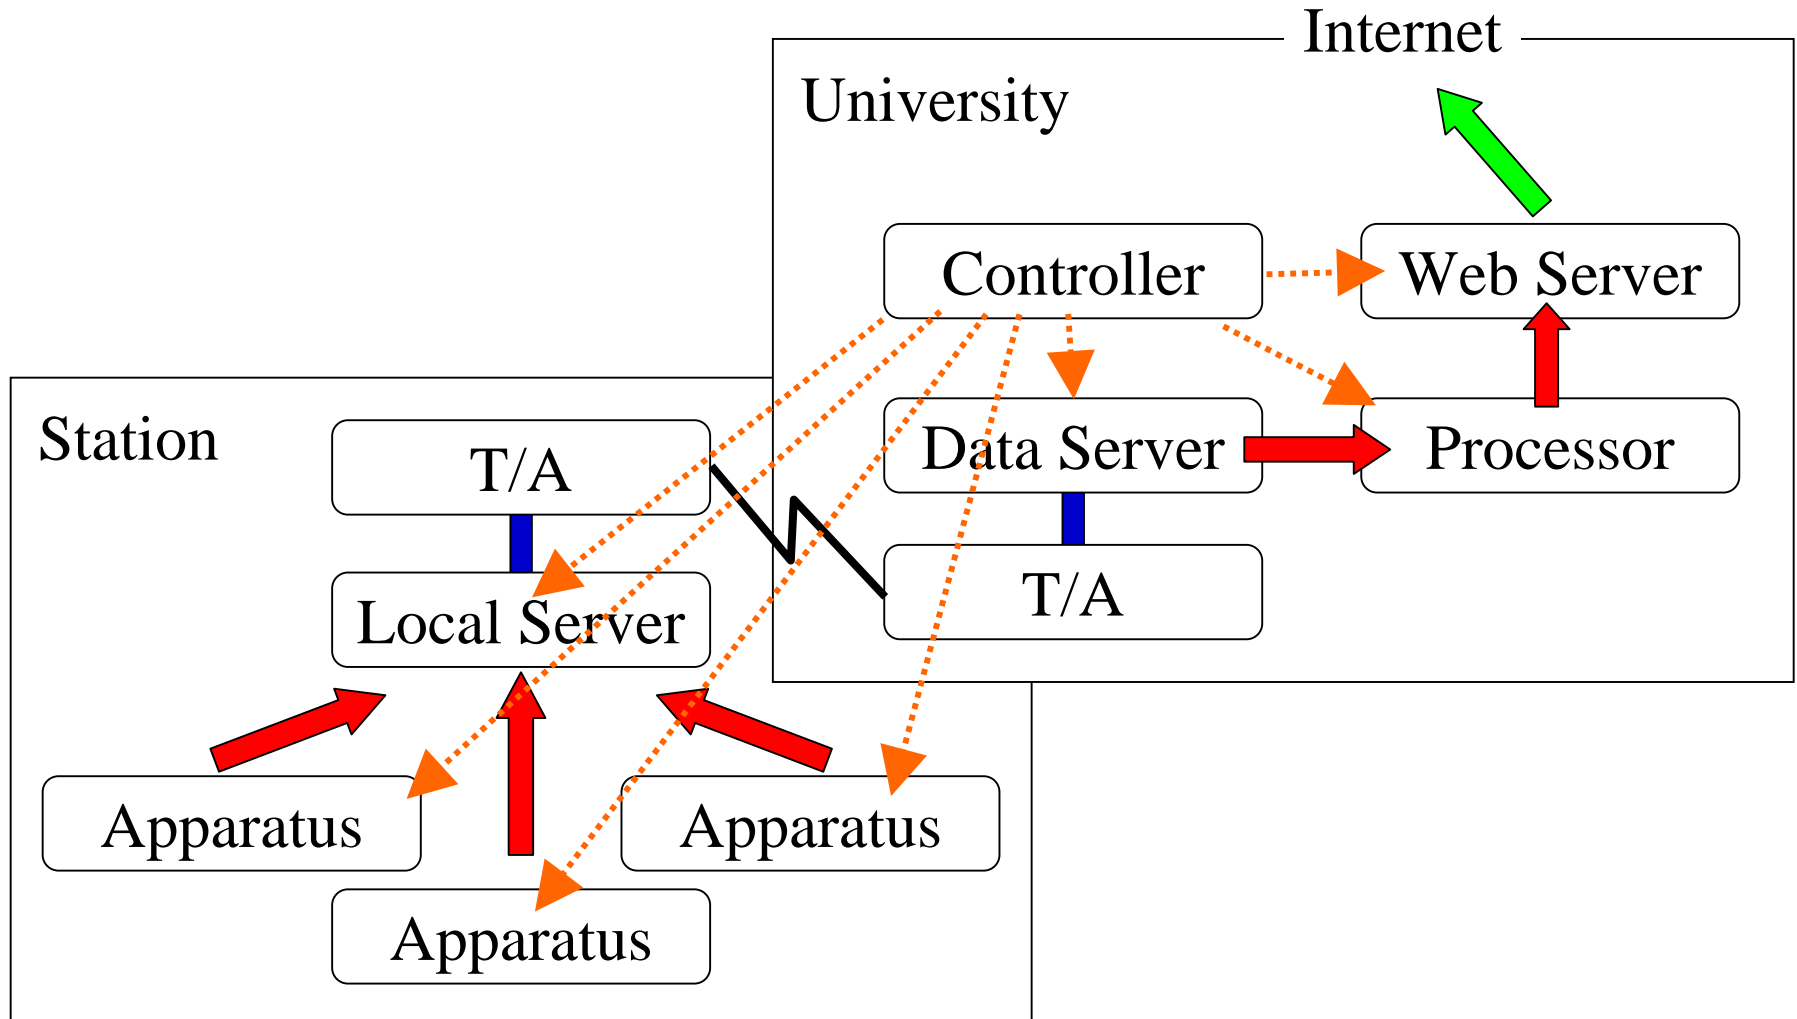 Internet
University
Controller
Web Server
Station
T/A
Data Server
Processor
Local Server
T/A
Apparatus
Apparatus
Apparatus